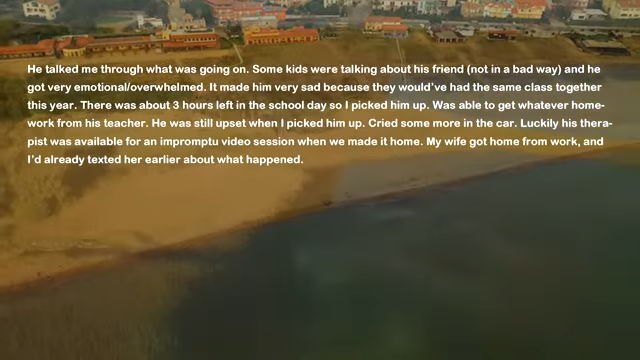 He talked me through what was going on. Some kids were talking about his friend (not in a bad way) and he
got very emotional/overwhelmed. It made him very sad because they would've had the same class together
this year. There was about 3 hours left in the school day so I picked him up. Was able to get whatever home-
work from his teacher. He was still upset when I picked him up. Cried some more in the car. Luckily his thera-
pist was available for an impromptu video session when we made it home. My wife got home from work, and
I'd already texted her earlier about what happened.